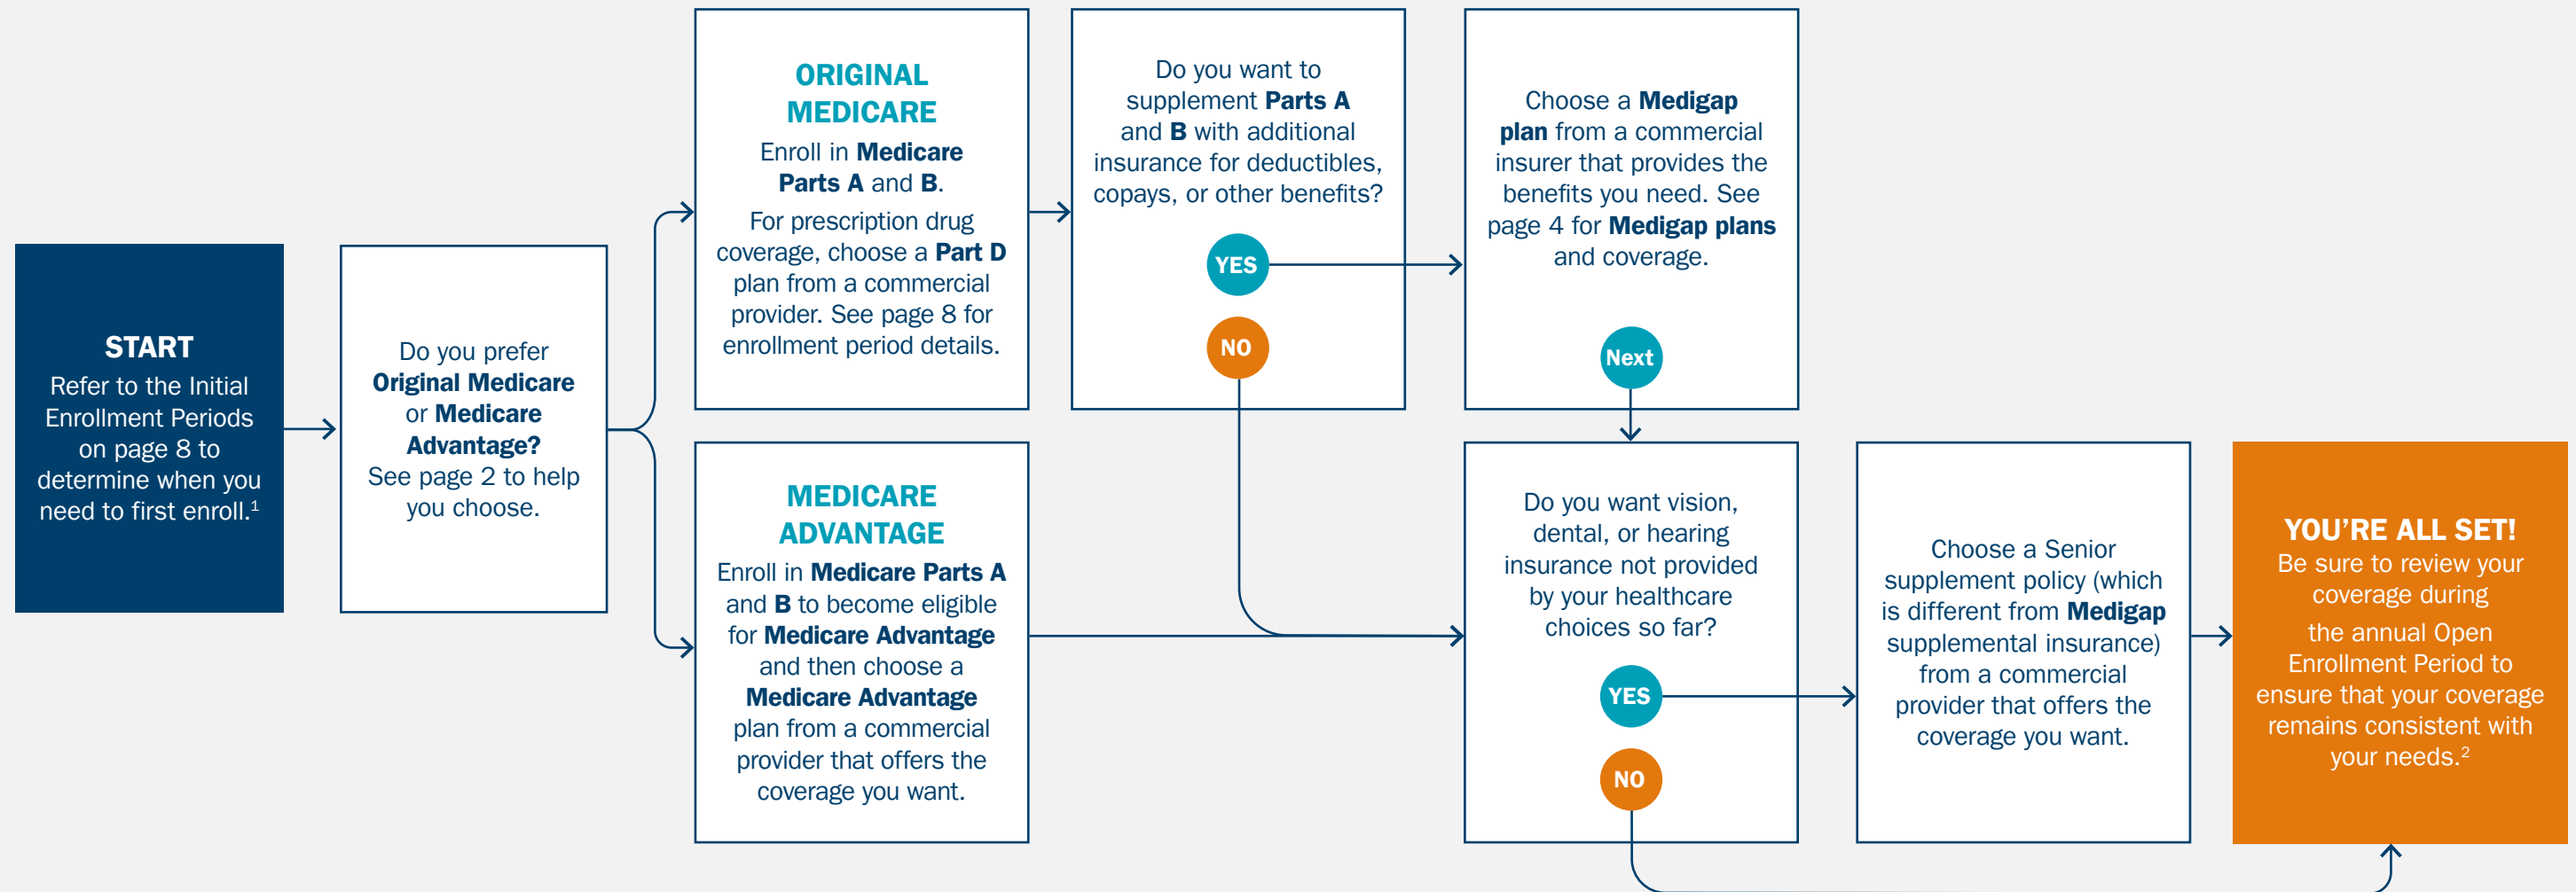 START
Refer to the Initial
Enrollment Periods
on page 8 to
determine when you
need to first enroll.¹
Do you prefer
Original Medicare
or Medicare
Advantage?
See page 2 to help
you choose.
ORIGINAL
MEDICARE
Enroll in Medicare
Parts A and B.
For prescription drug
coverage, choose a Part D
plan from a commercial
provider. See page 8 for
enrollment period details.
Do you want to
supplement Parts A
and B with additional
insurance for deductibles,
copays, or other benefits?
YES
NO
Choose a Medigap
plan from a commercial
insurer that provides the
benefits you need. See
page 4 for Medigap plans
and coverage.
Next
MEDICARE
ADVANTAGE
Enroll in Medicare Parts A
and B to become eligible
for Medicare Advantage
and then choose a
Medicare Advantage
plan from a commercial
provider that offers the
coverage you want.
Do you want vision,
dental, or hearing
insurance not provided
by your healthcare
choices so far?
YES
NO
Choose a Senior
supplement policy (which
is different from Medigap
supplemental insurance)
from a commercial
provider that offers the
coverage you want.
YOU'RE ALL SET!
Be sure to review your
coverage during
the annual Open
Enrollment Period to
ensure that your coverage
remains consistent with
your needs.²